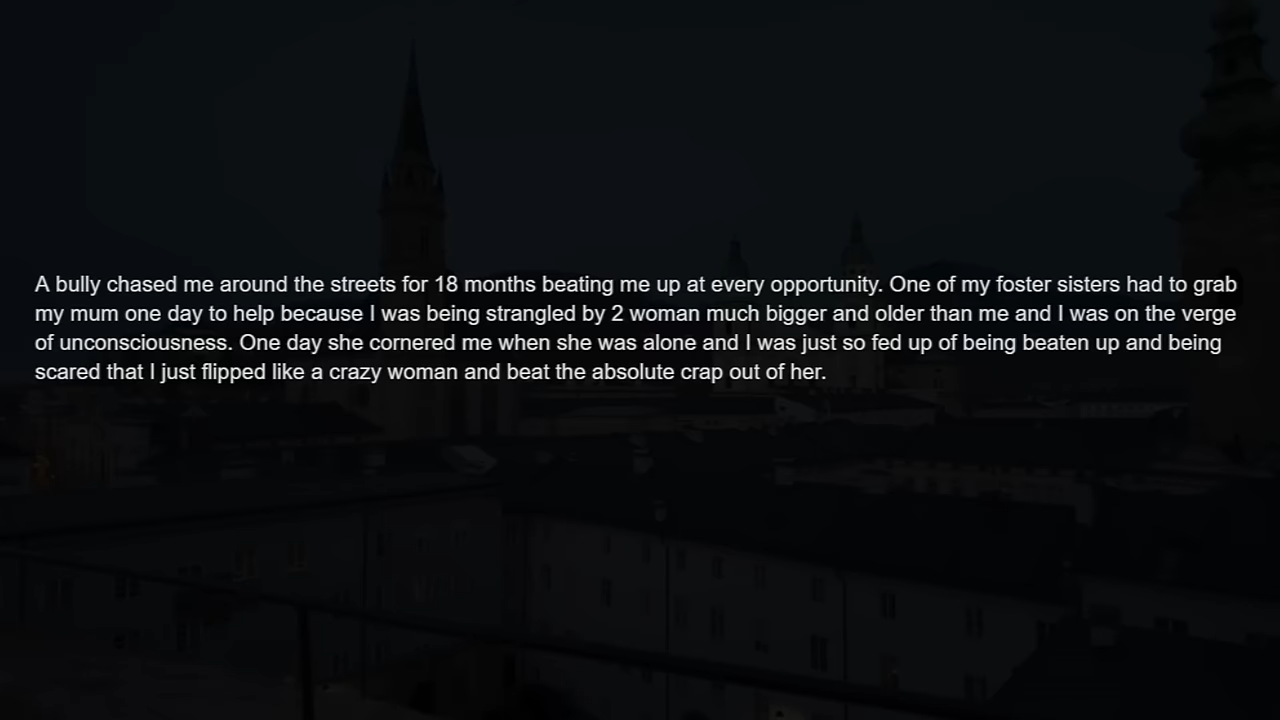 A bully chased me around the streets for 18 months beating me up at every opportunity. One of my foster sisters had to grab
my mum one day to help because I was being strangled by 2 woman much bigger and older than me and I was on the verge
of unconsciousness. One day she cornered me when she was alone and I was just so fed up of being beaten up and being
scared that I just flipped like a crazy woman and beat the absolute crap out of her.